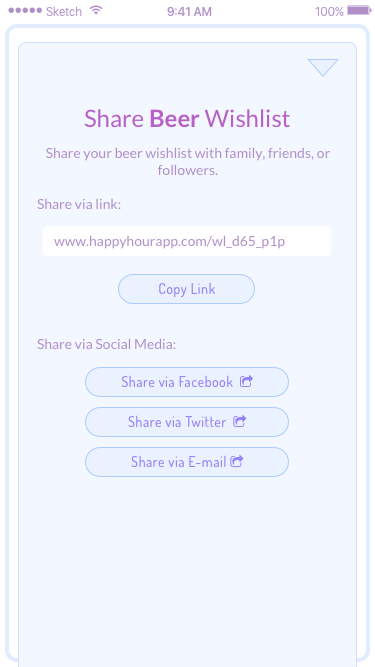 Sketch 9:41 AM 100%
Share Beer Wishlist
Share your beer wishlist with family, friends, or
followers.
Share via link:
www.happyhourapp.com/wl_d65_p1p
Copy Link
Share via Social Media:
Share via Facebook
Share via Twitter
Share via E-mail